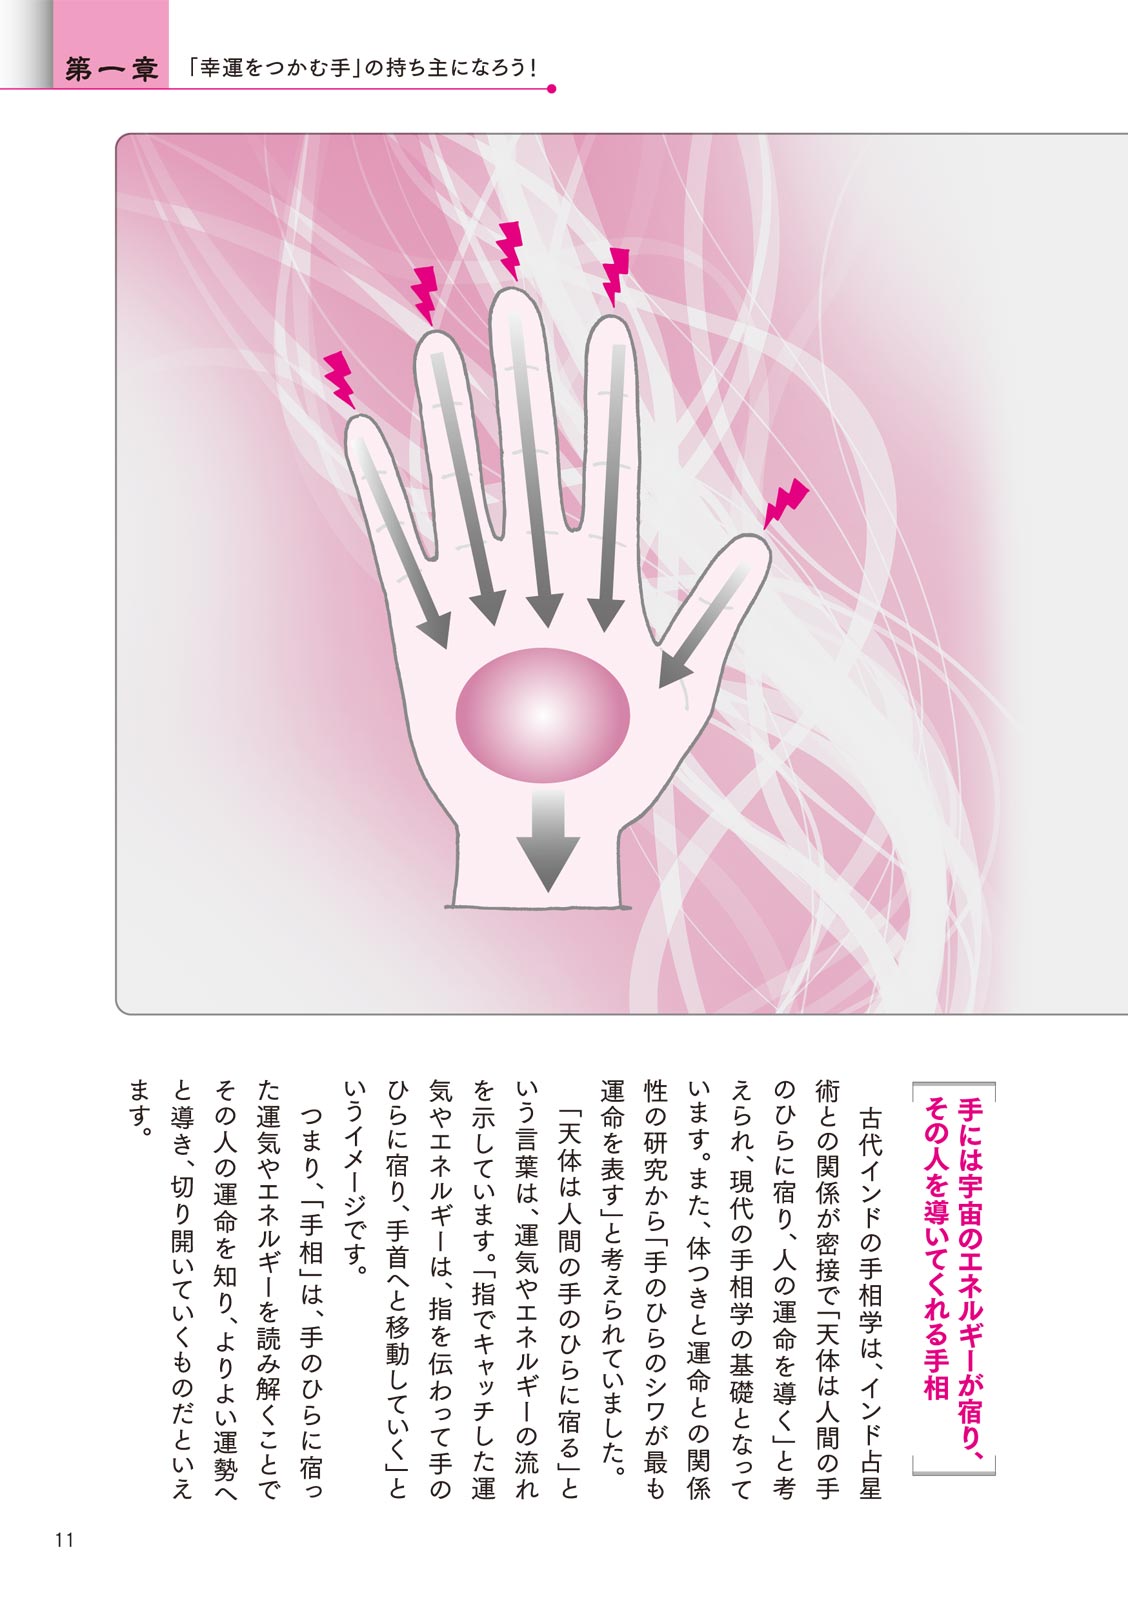 第一章
「幸運をつかむ手」の持ち主になろう！
手には宇宙のエネルギーが宿り、
その人を導いてくれる手相
古代インドの手相学は、インド占星
術との関係が密接で「天体は人間の手
のひらに宿り、人の運命を導く」と考
えられ、現代の手相学の基礎となって
います。また、体つきと運命との関係
性の研究から「手のひらのシワが最も
運命を表す」と考えられていました。
「天体は人間の手のひらに宿る」と
いう言葉は、運気やエネルギーの流れ
を示しています。「指でキャッチした運
気やエネルギーは、指を伝わって手の
ひらに宿り、手首へと移動していく」と
いうイメージです。
つまり、「手相」は、手のひらに宿っ
た運気やエネルギーを読み解くことで
その人の運命を知り、よりよい運勢へ
と導き、切り開いていくものだといえ
ます。
11